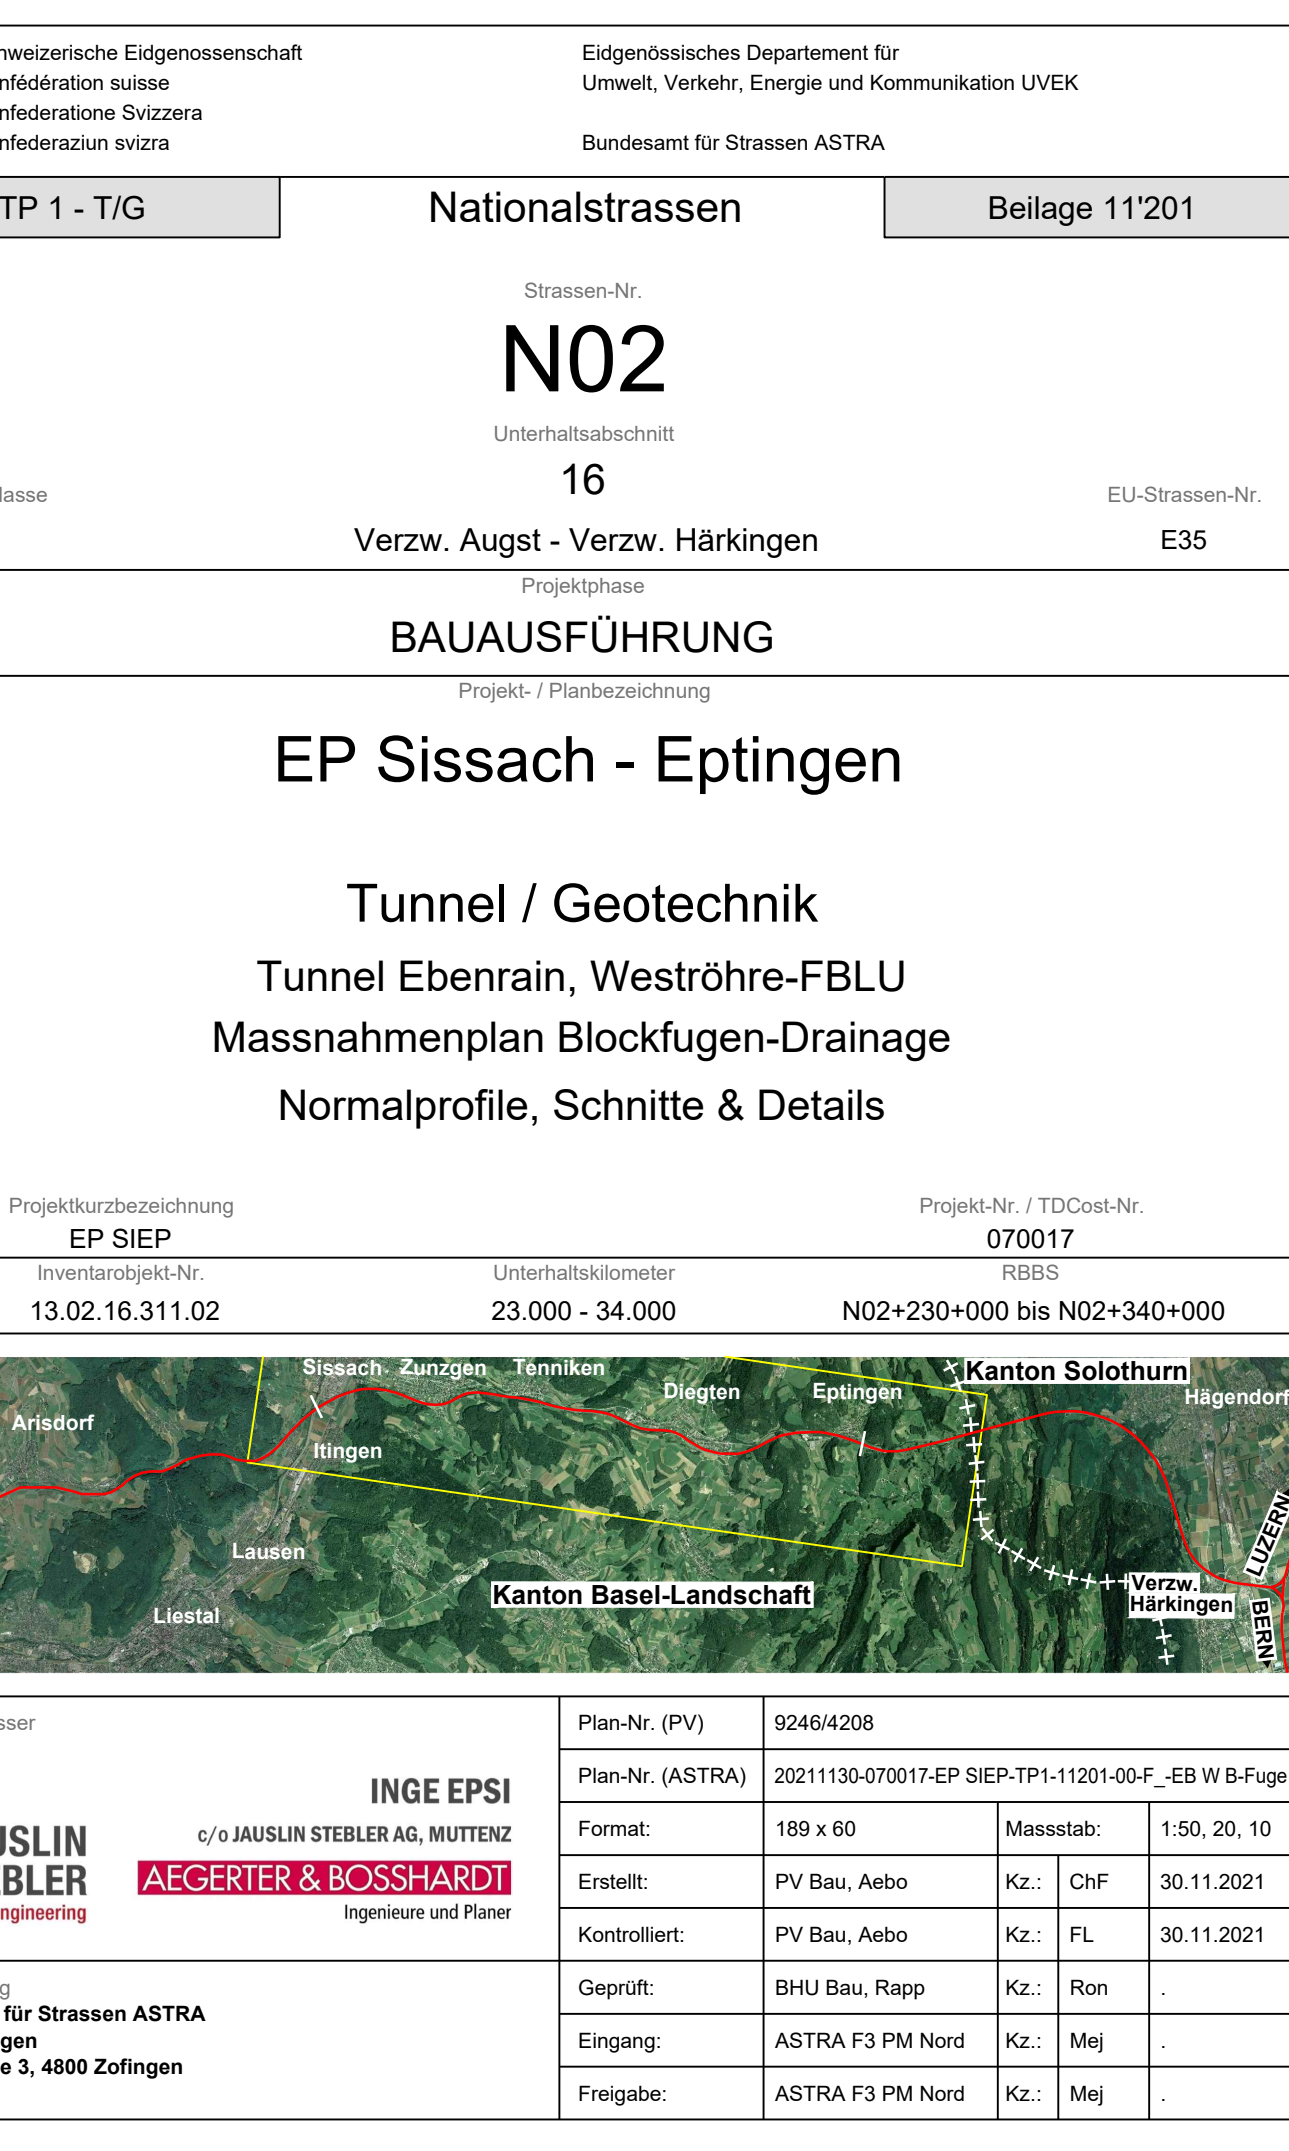 hweizerische Eidgenossenschaft
nfédération suisse
nfederatione Svizzera
nfederaziun svizra
Eidgenössisches Departement für
Umwelt, Verkehr, Energie und Kommunikation UVEK
Bundesamt für Strassen ASTRA
TP 1 - T/G
Nationalstrassen
Beilage 11'201
Strassen-Nr.
N02
Unterhaltsabschnitt
16
lasse
EU-Strassen-Nr.
Verzw. Augst - Verzw. Härkingen
E35
Projektphase
BAUAUSFÜHRUNG
Projekt- / Planbezeichnung
EP Sissach - Eptingen
Tunnel / Geotechnik
Tunnel Ebenrain, Weströhre-FBLU
Massnahmenplan Blockfugen-Drainage
Normalprofile, Schnitte & Details
Projektkurzbezeichnung
Projekt-Nr. / TDCost-Nr.
EP SIEP
070017
Inventarobjekt-Nr.
Unterhaltskilometer
RBBS
13.02.16.311.02
23.000 - 34.000
N02+230+000 bis N02+340+000
Sissach
Zunzgen
Tenniken
Diegten
Eptingen
Kanton Solothurn
Hägendorf
Arisdorf
Itingen
Lausen
Liestal
Kanton Basel-Landschaft
Verzw.
Härkingen
LUZERN
BERN
sser
INGE EPSI
c/o JAUSLIN STEBLER AG, MUTTENZ
USLIN
EBLER
ngineering
AEGERTER & BOSSHARDT
Ingenieure und Planer
g
für Strassen ASTRA
gen
e 3, 4800 Zofingen
Plan-Nr. (PV) 9246/4208
Plan-Nr. (ASTRA) 20211130-070017-EP SIEP-TP1-11201-00-F_-EB W B-Fuge
Format: 189 x 60 Massstab: 1:50, 20, 10
Erstellt: PV Bau, Aebo Kz.: ChF 30.11.2021
Kontrolliert: PV Bau, Aebo Kz.: FL 30.11.2021
Geprüft: BHU Bau, Rapp Kz.: Ron .
Eingang: ASTRA F3 PM Nord Kz.: Mej .
Freigabe: ASTRA F3 PM Nord Kz.: Mej .